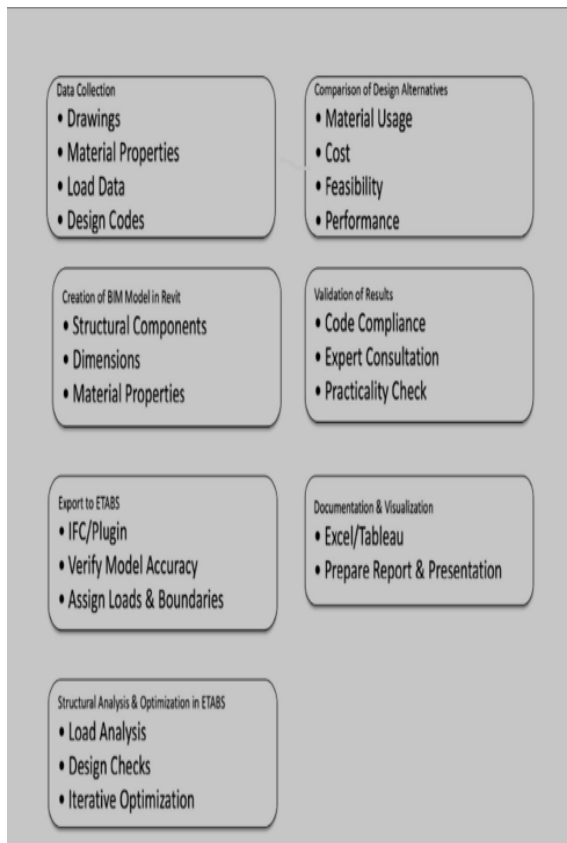 Data Collection
• Drawings
• Material Properties
• Load Data
• Design Codes
Creation of BIM Model in Revit
• Structural Components
• Dimensions
• Material Properties
Export to ETABS
• IFC/Plugin
• Verify Model Accuracy
• Assign Loads & Boundaries
Structural Analysis & Optimization in ETABS
• Load Analysis
• Design Checks
• Iterative Optimization
Comparison of Design Alternatives
• Material Usage
• Cost
• Feasibility
• Performance
Validation of Results
• Code Compliance
• Expert Consultation
• Practicality Check
Documentation & Visualization
• Excel/Tableau
• Prepare Report & Presentation